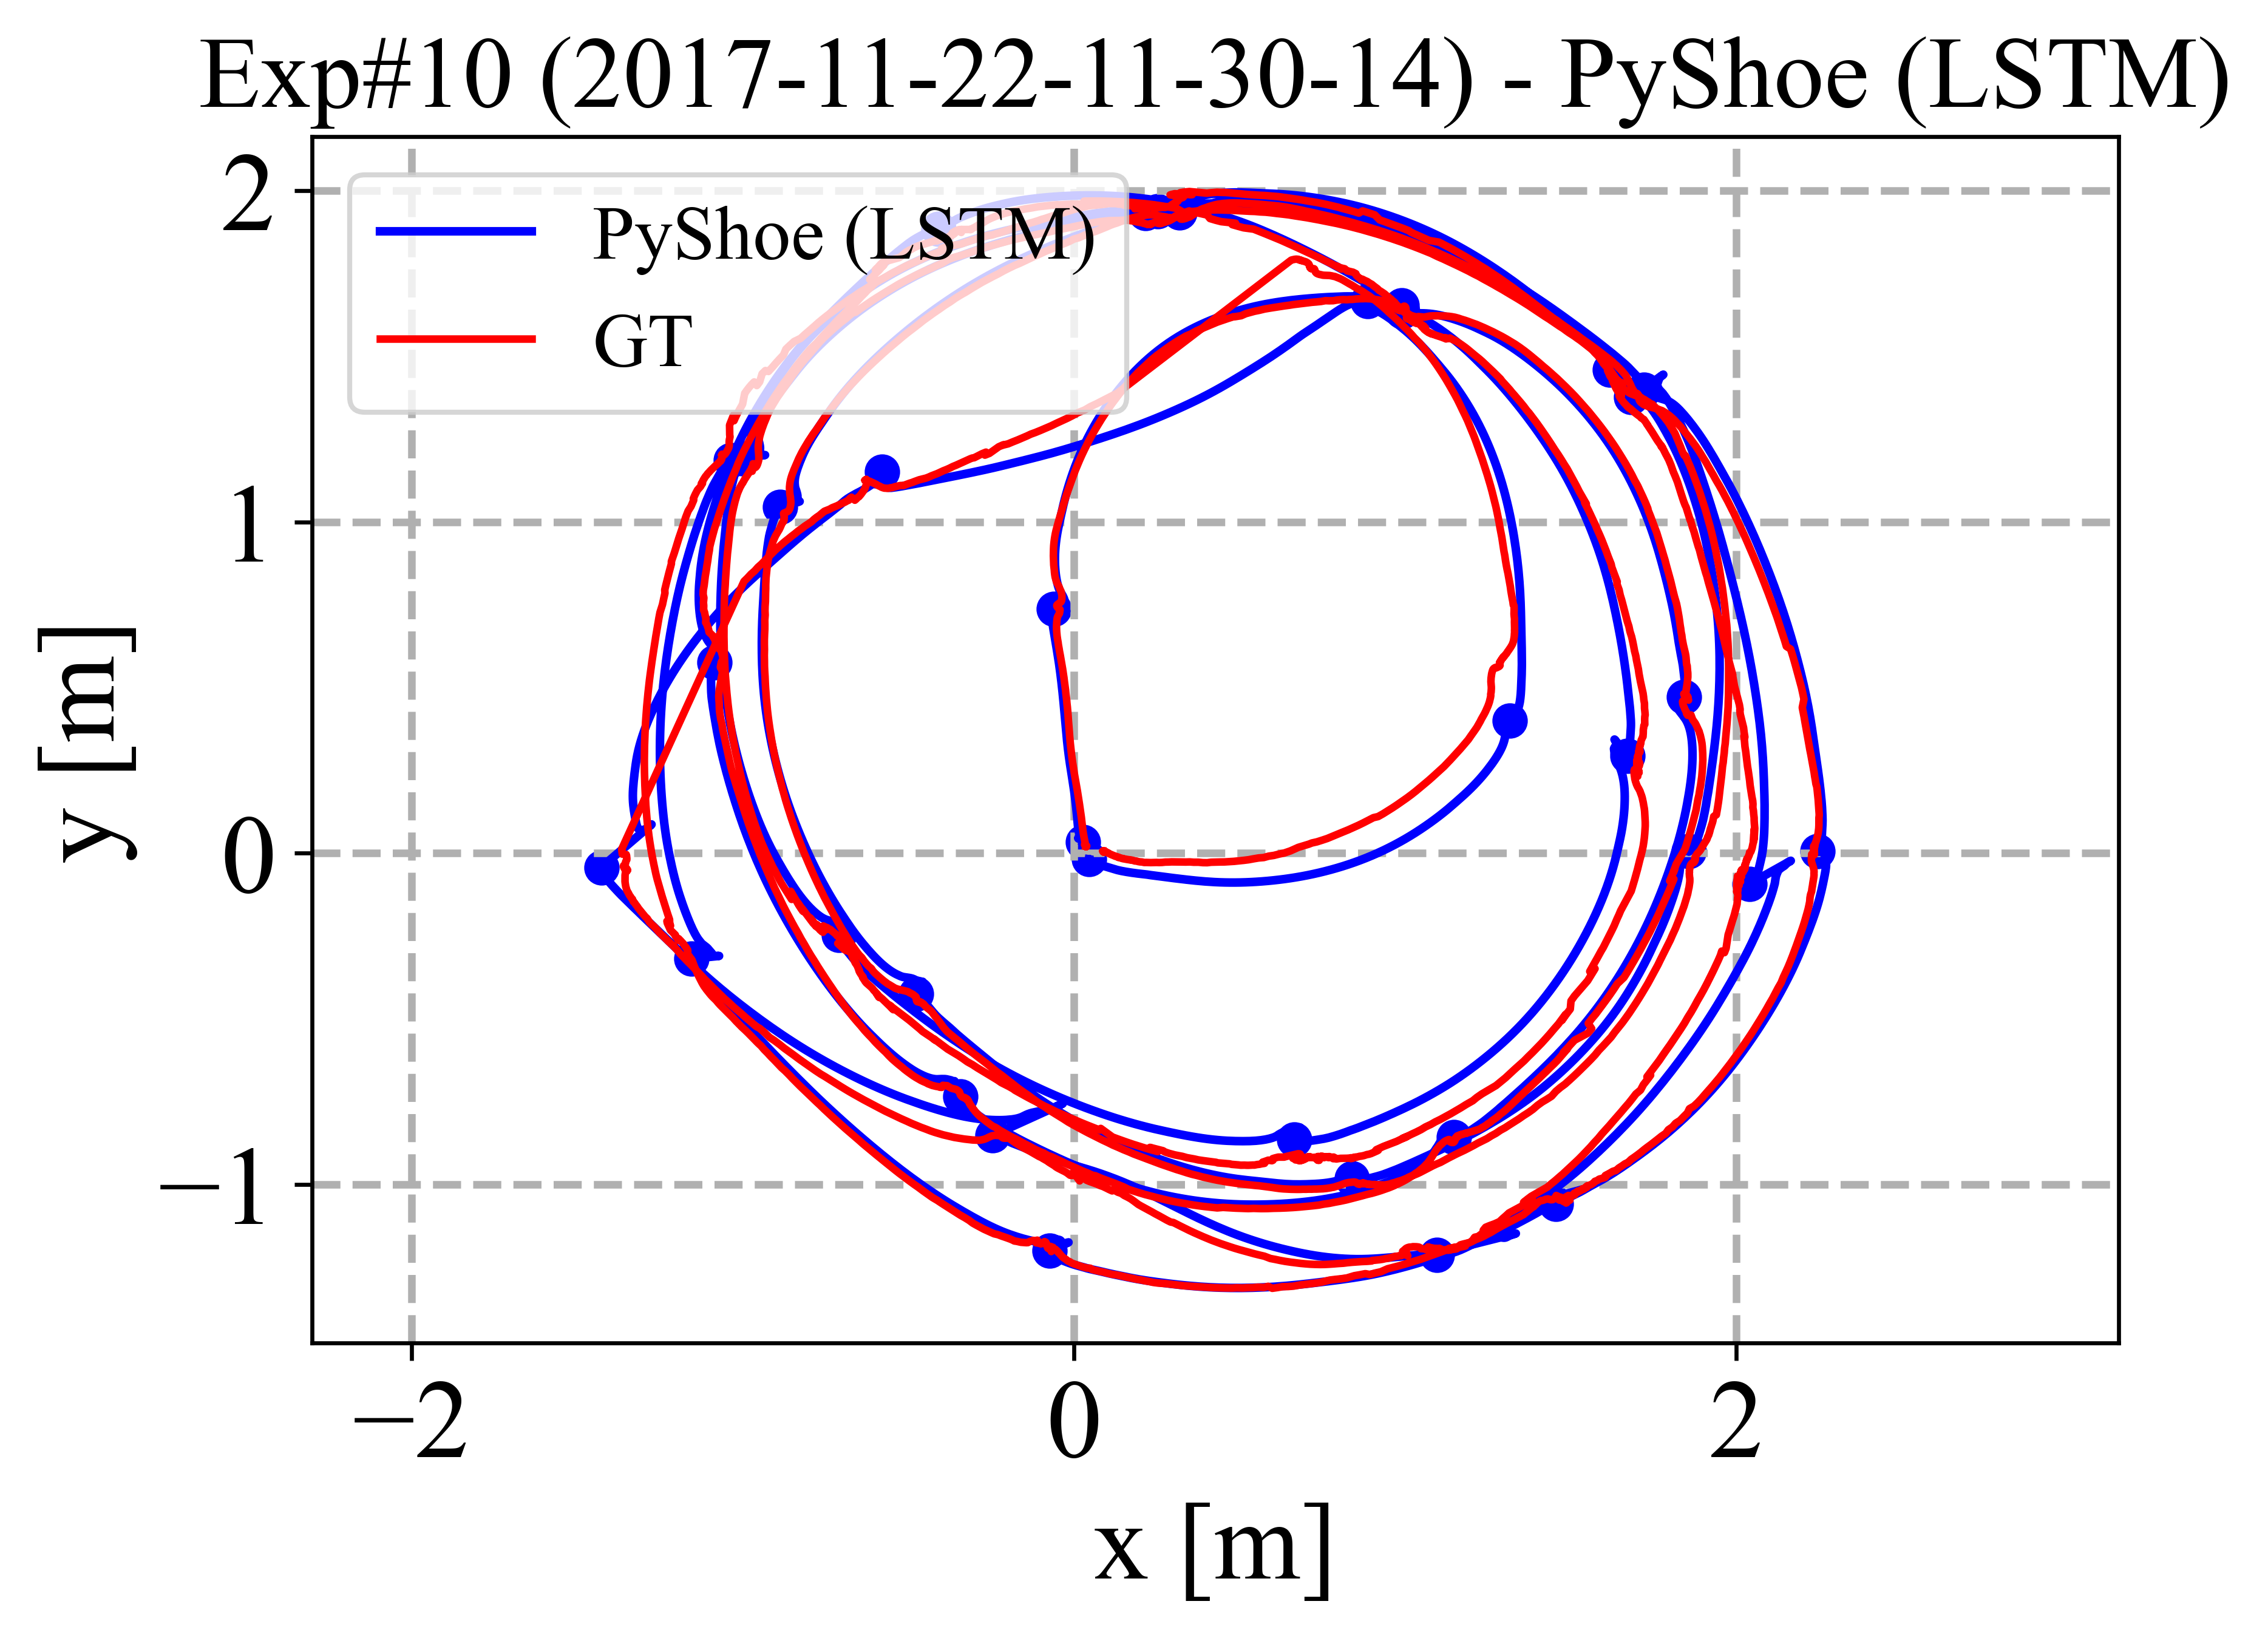 Exp#10 (2017-11-22-11-30-14) - PyShoe (LSTM)
PyShoe (LSTM)
GT
2
1
0
−1
y [m]
−2 0 2
x [m]